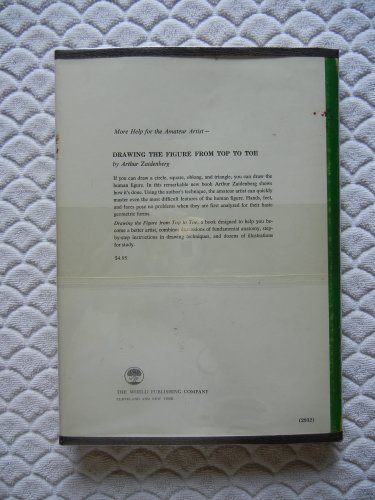 More Help for the Amateur Artist—
DRAWING THE FIGURE FROM TOP TO TOE
by Arthur Zaidenberg
If you can draw a circle, square, oblong, and triangle, you can draw the
human figure. In this remarkable new book Arthur Zaidenberg shows
how it's done. Using the author's technique, the amateur artist can quickly
master even the most difficult features of the human figure. Hands, feet,
and faces pose no problems when they are first analyzed for their basic
geometric forms.
Drawing the Figure from Top to Toe, a book designed to help you be-
come a better artist, combines discussions of fundamental anatomy, step-
by-step instructions in drawing techniques, and dozens of illustrations
for study.
$4.95
THE WORLD PUBLISHING COMPANY
CLEVELAND AND NEW YORK
(2932)